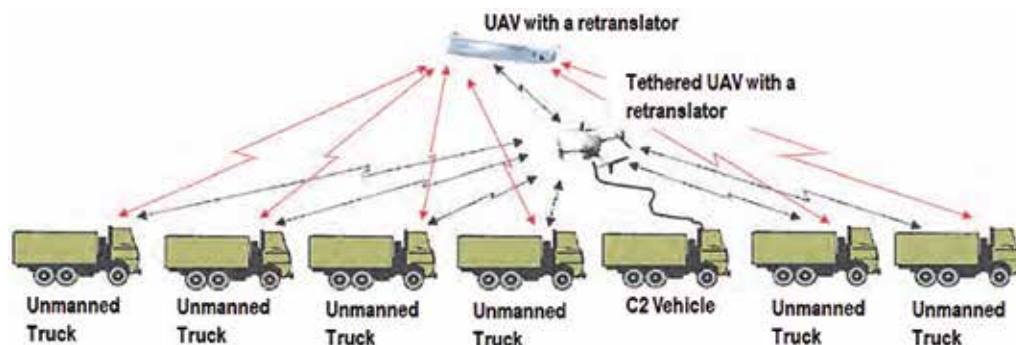 UAV with a retranslator
Tethered UAV with a
retranslator
Unmanned
Truck
Unmanned
Truck
Unmanned
Truck
Unmanned
Truck
C2 Vehicle
Unmanned
Truck
Unmanned
Truck